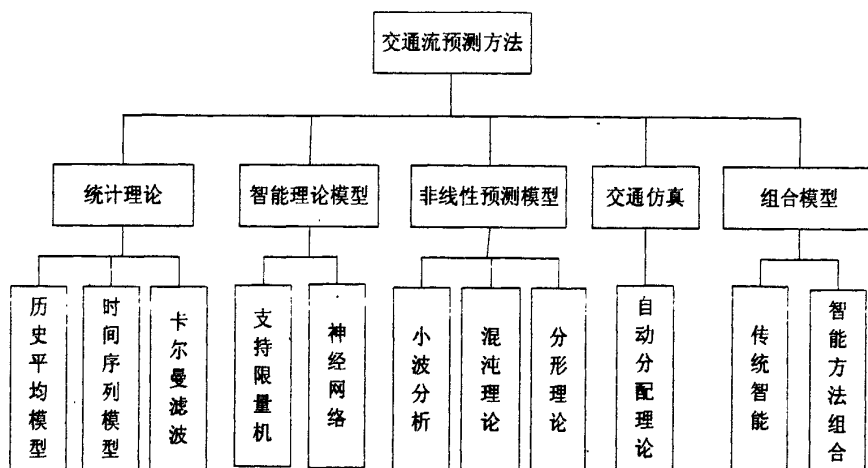 交通流预测方法
统计理论
智能理论模型
非线性预测模型
交通仿真
组合模型
历史平均模型
时间序列模型
卡尔曼滤波
支持限量机
神经网络
小波分析
混沌理论
分形理论
自动分配理论
传统智能
智能方法组合